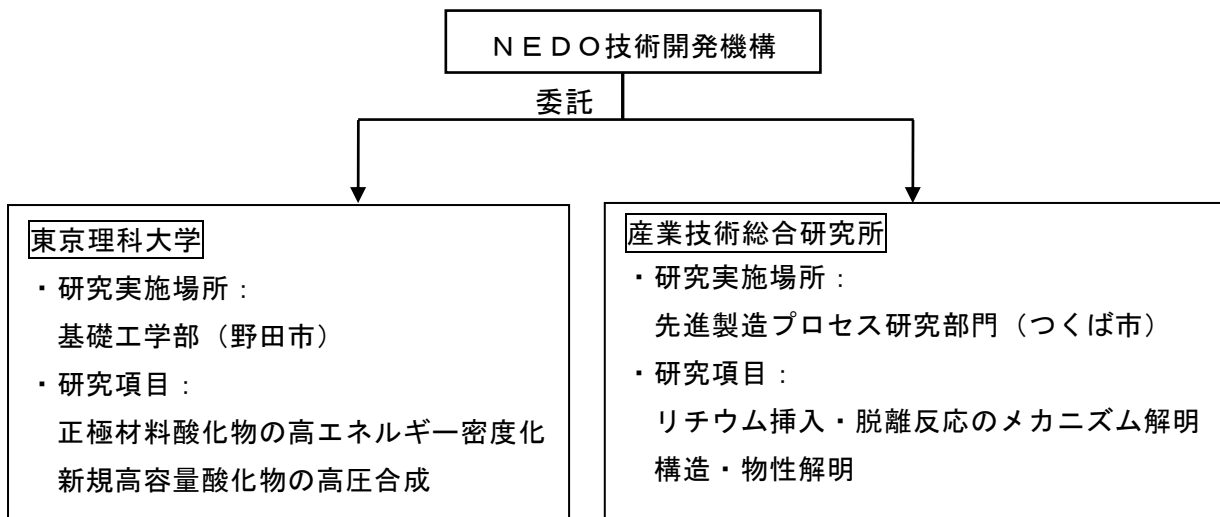 ＮＥＤＯ技術開発機構
委託
東京理科大学
・研究実施場所：
基礎工学部（野田市）
・研究項目：
正極材料酸化物の高エネルギー密度化
新規高容量酸化物の高圧合成
産業技術総合研究所
・研究実施場所：
先進製造プロセス研究部門（つくば市）
・研究項目：
リチウム挿入・脱離反応のメカニズム解明
構造・物性解明